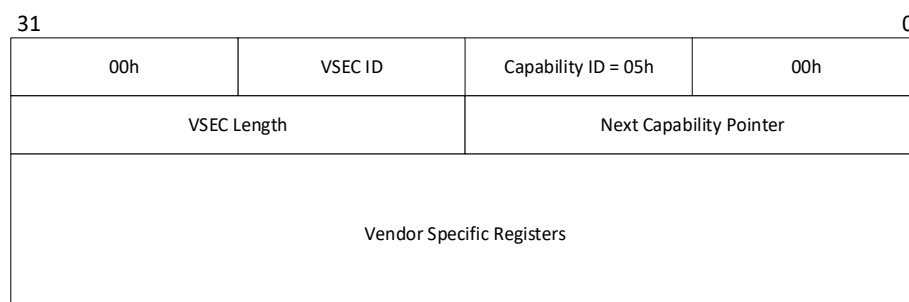 31 0
00h VSEC ID Capability ID = 05h 00h
VSEC Length Next Capability Pointer
Vendor Specific Registers